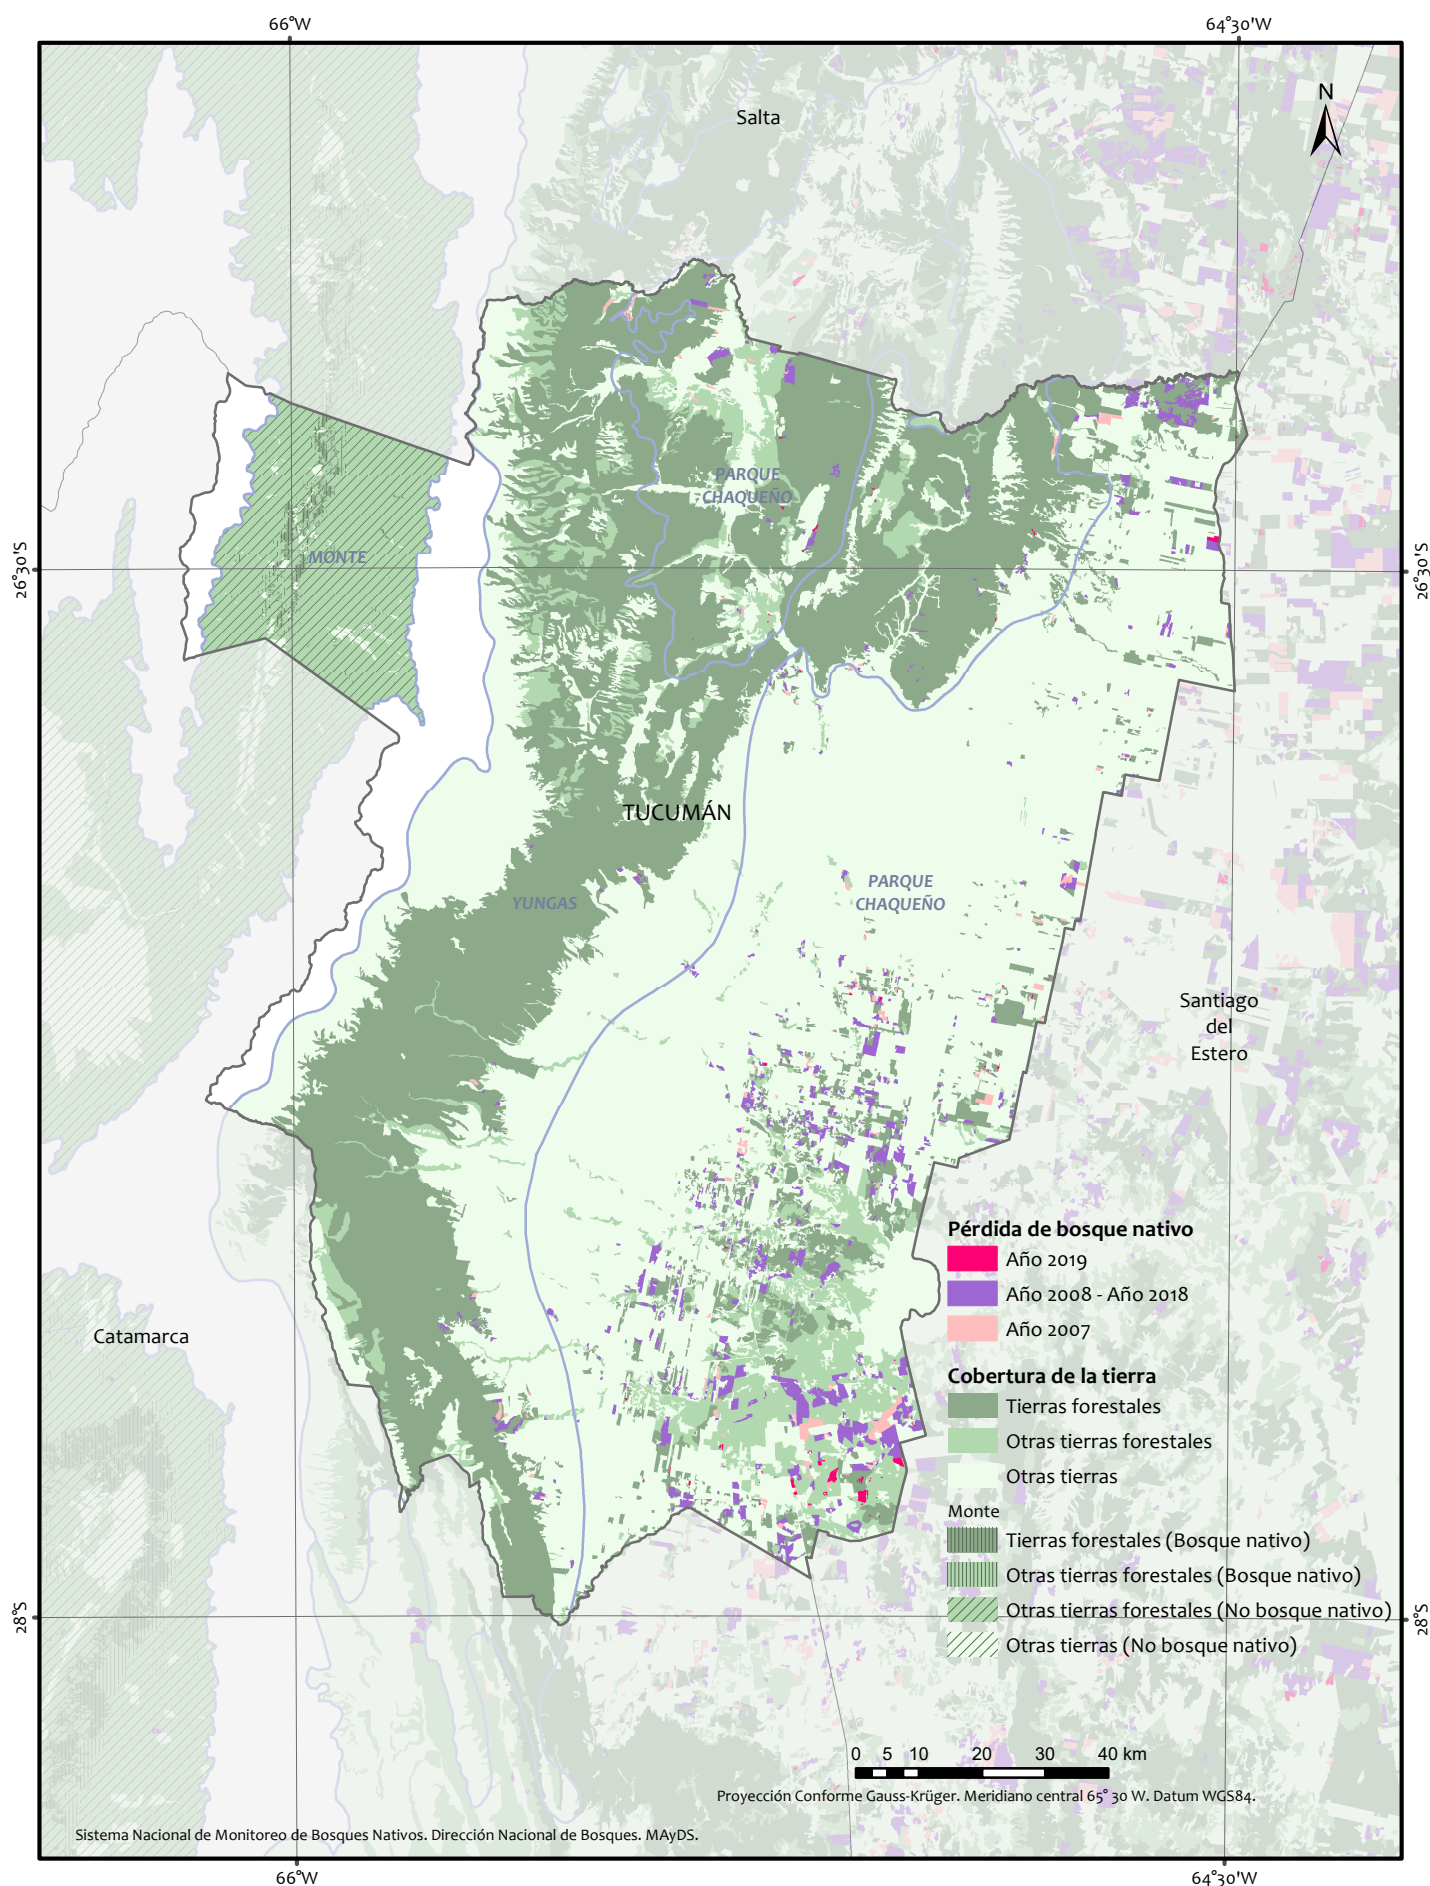 66°W
64°30'W
Salta
N
PARQUE
CHAQUEÑO
MONTE
26°30'S
26°30'S
TUCUMÁN
YUNGAS
PARQUE
CHAQUEÑO
Santiago
del
Estero
Catamarca
Pérdida de bosque nativo
Año 2019
Año 2008 - Año 2018
Año 2007
Cobertura de la tierra
Tierras forestales
Otras tierras forestales
Otras tierras
Monte
Tierras forestales (Bosque nativo)
Otras tierras forestales (Bosque nativo)
Otras tierras forestales (No bosque nativo)
Otras tierras (No bosque nativo)
28°S
28°S
0 5 10 20 30 40 km
Proyección Conforme Gauss-Krüger. Meridiano central 65° 30 W. Datum WGS84.
Sistema Nacional de Monitoreo de Bosques Nativos. Dirección Nacional de Bosques. MAyDS.
66°W
64°30'W